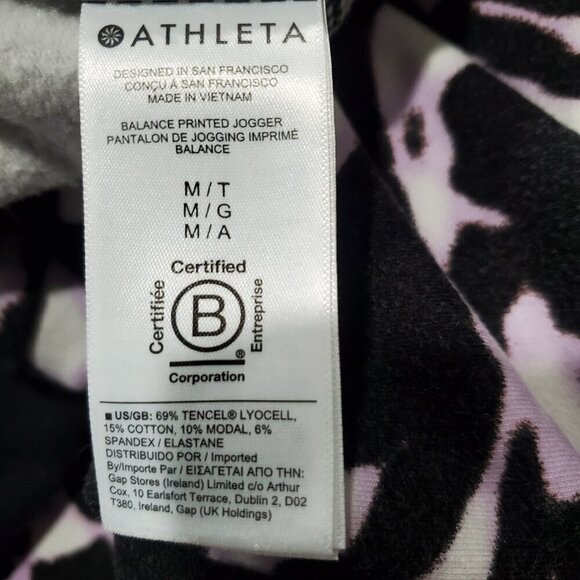 ATHLETA
DESIGNED IN SAN FRANCISCO
CONÇU À SAN FRANCISCO
MADE IN VIETNAM
BALANCE PRINTED JOGGER
PANTALON DE JOGGING IMPRIMÉ
BALANCE
M / T
M / G
M / A
Certified
Certifiée
B
Entreprise
®
Corporation
■ US/GB: 69% TENCEL® LYOCELL,
15% COTTON, 10% MODAL, 6%
SPANDEX / ELASTANE
DISTRIBUIDO POR / Imported
By/Importe Par / ΕΙΣΑΓΕΤΑΙ ΑΠΟ ΤΗΝ:
Gap Stores (Ireland) Limited c/o Arthur
Cox, 10 Earlsfort Terrace, Dublin 2, D02
T380, Ireland, Gap (UK Holdings)